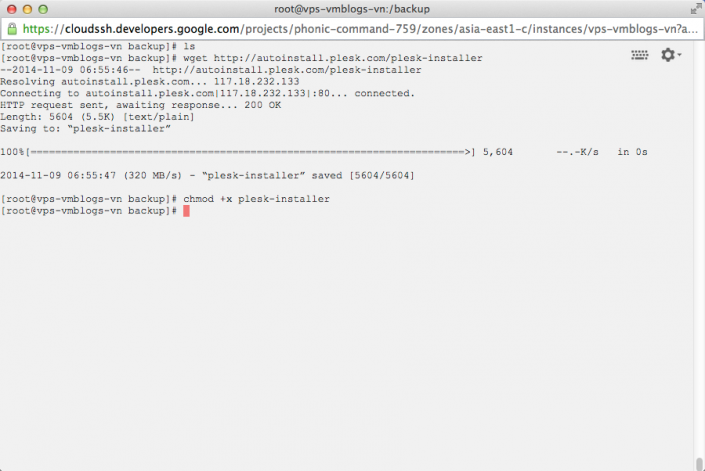 root@vps-vmblogs-vn:/backup
https://cloudssh.developers.google.com/projects/phonic-command-759/zones/asia-east1-c/instances/vps-vmblogs-vn?a...
[root@vps-vmblogs-vn backup]# ls
[root@vps-vmblogs-vn backup]# wget http://autoinstall.plesk.com/plesk-installer
--2014-11-09 06:55:46--  http://autoinstall.plesk.com/plesk-installer
Resolving autoinstall.plesk.com... 117.18.232.133
Connecting to autoinstall.plesk.com|117.18.232.133|:80... connected.
HTTP request sent, awaiting response... 200 OK
Length: 5604 (5.5K) [text/plain]
Saving to: “plesk-installer”
100%[======================================================================>] 5,604       --.-K/s   in 0s
2014-11-09 06:55:47 (320 MB/s) - “plesk-installer” saved [5604/5604]
[root@vps-vmblogs-vn backup]# chmod +x plesk-installer
[root@vps-vmblogs-vn backup]#